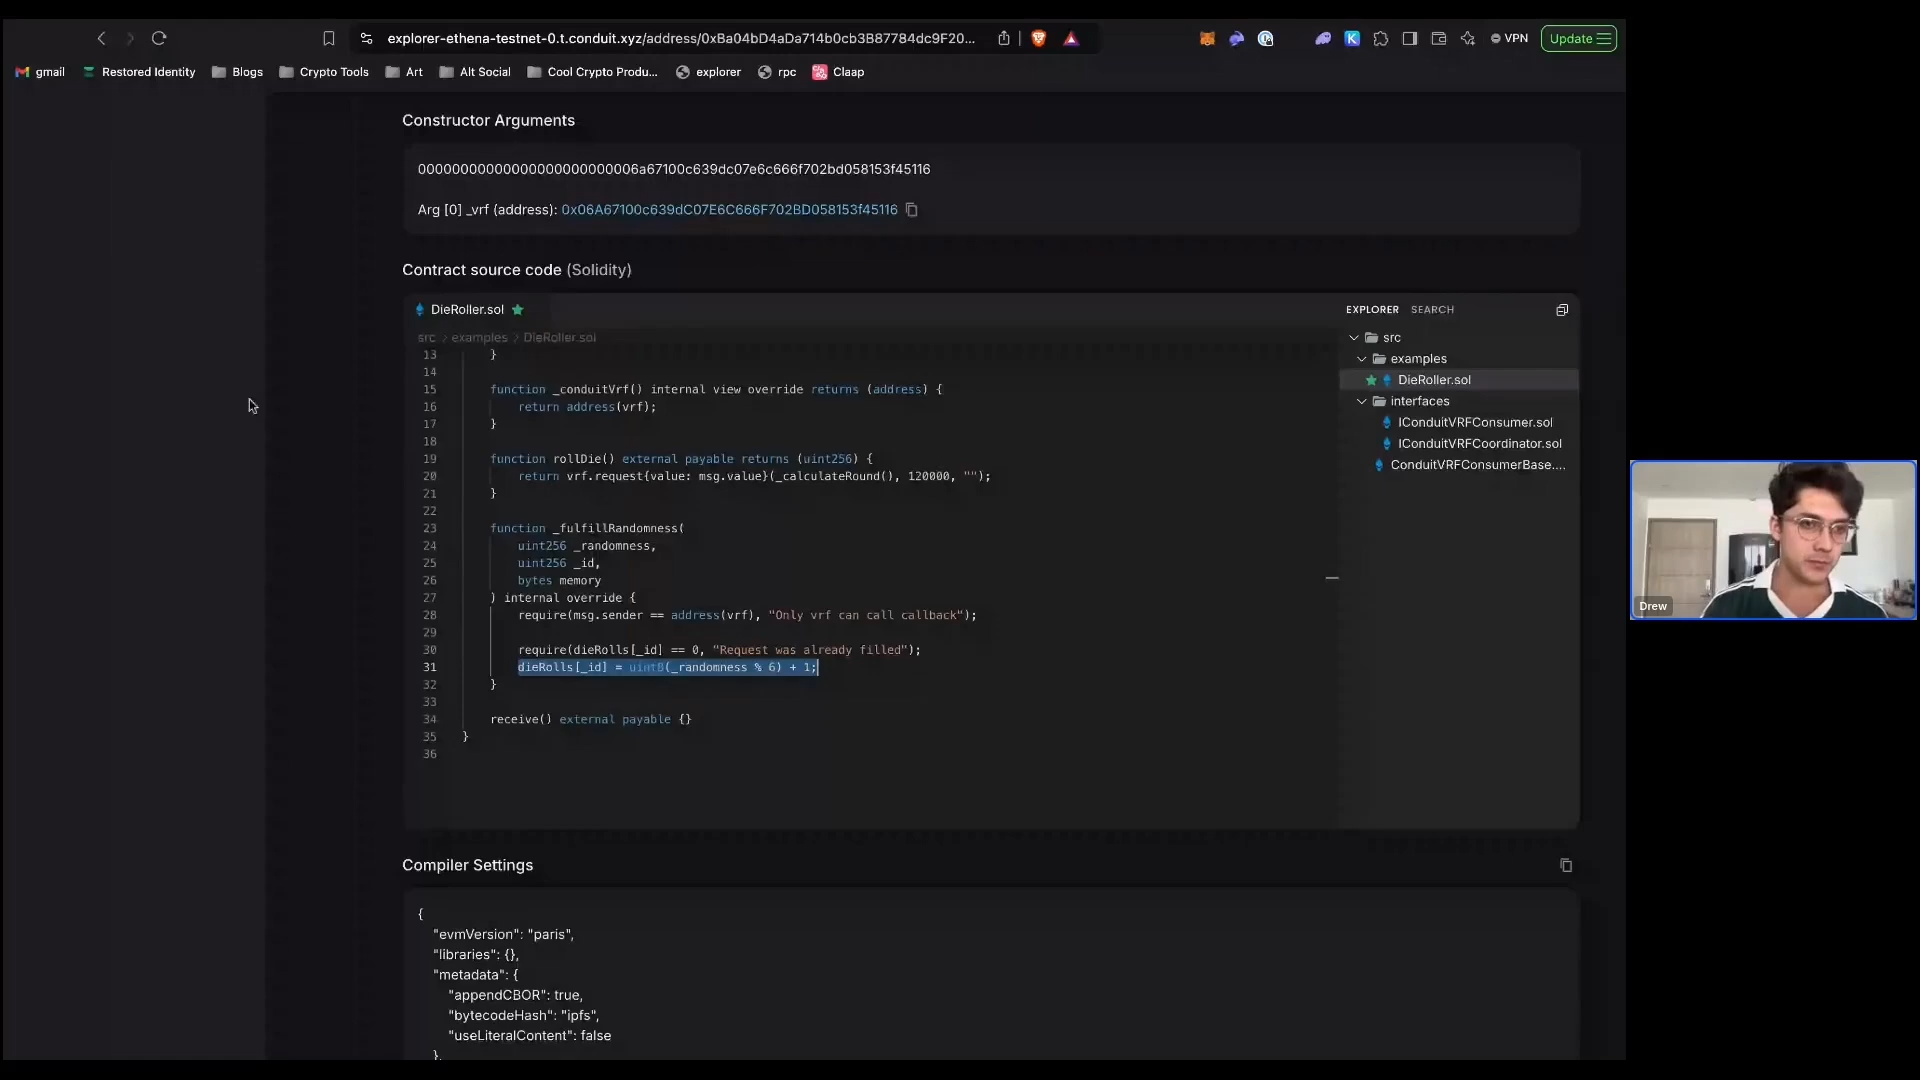 explorer-ethena-testnet-0.t.conduit.xyz/address/0xBa04bD4aDa714b0cb3B87784dc9F20...
VPN
Update
gmail
Restored Identity
Blogs
Crypto Tools
Art
Alt Social
Cool Crypto Produ...
explorer
rpc
Claap
Constructor Arguments
00000000000000000000000006a67100c639dc07e6c666f702bd058153f45116
Arg [0] _vrf (address): 0x06A67100c639dC07E6C666F702BD058153f45116
Contract source code (Solidity)
DieRoller.sol
src > examples > DieRoller.sol
13 }
14
15 function _conduitVrf() internal view override returns (address) {
16 return address(vrf);
17 }
18
19 function rollDie() external payable returns (uint256) {
20 return vrf.request{value: msg.value}(_calculateRound(), 120000, "");
21 }
22
23 function _fulfillRandomness(
24 uint256 _randomness,
25 uint256 _id,
26 bytes memory
27 ) internal override {
28 require(msg.sender == address(vrf), "Only vrf can call callback");
29
30 require(dieRolls[_id] == 0, "Request was already filled");
31 dieRolls[_id] = uint8(_randomness % 6) + 1;
32 }
33
34 receive() external payable {}
35 }
36
EXPLORER SEARCH
src
examples
DieRoller.sol
interfaces
IConduitVRFConsumer.sol
IConduitVRFCoordinator.sol
ConduitVRFConsumerBase....
Compiler Settings
{
"evmVersion": "paris",
"libraries": {},
"metadata": {
"appendCBOR": true,
"bytecodeHash": "ipfs",
"useLiteralContent": false
},
Drew